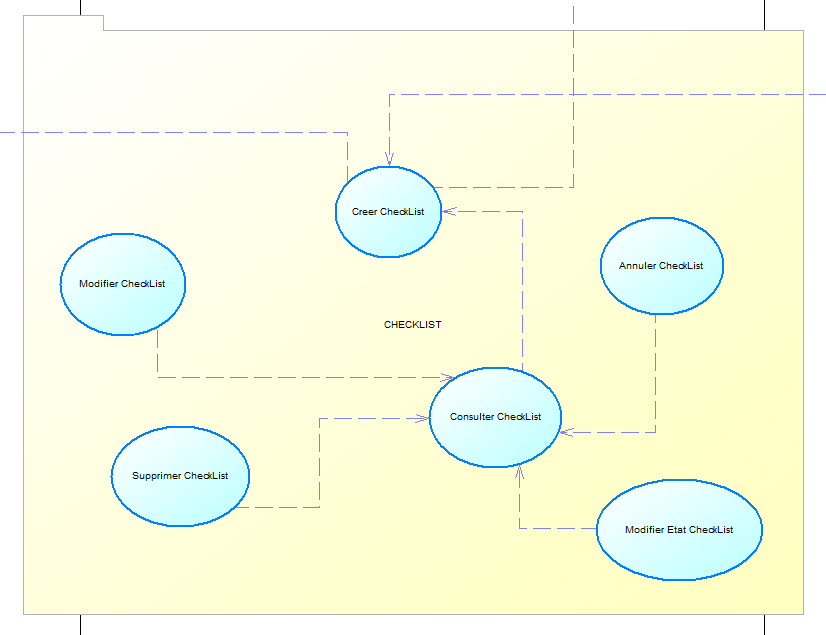 Creer CheckList
Annuler CheckList
Modifier CheckList
CHECKLIST
Consulter CheckList
Supprimer CheckList
Modifier Etat CheckList